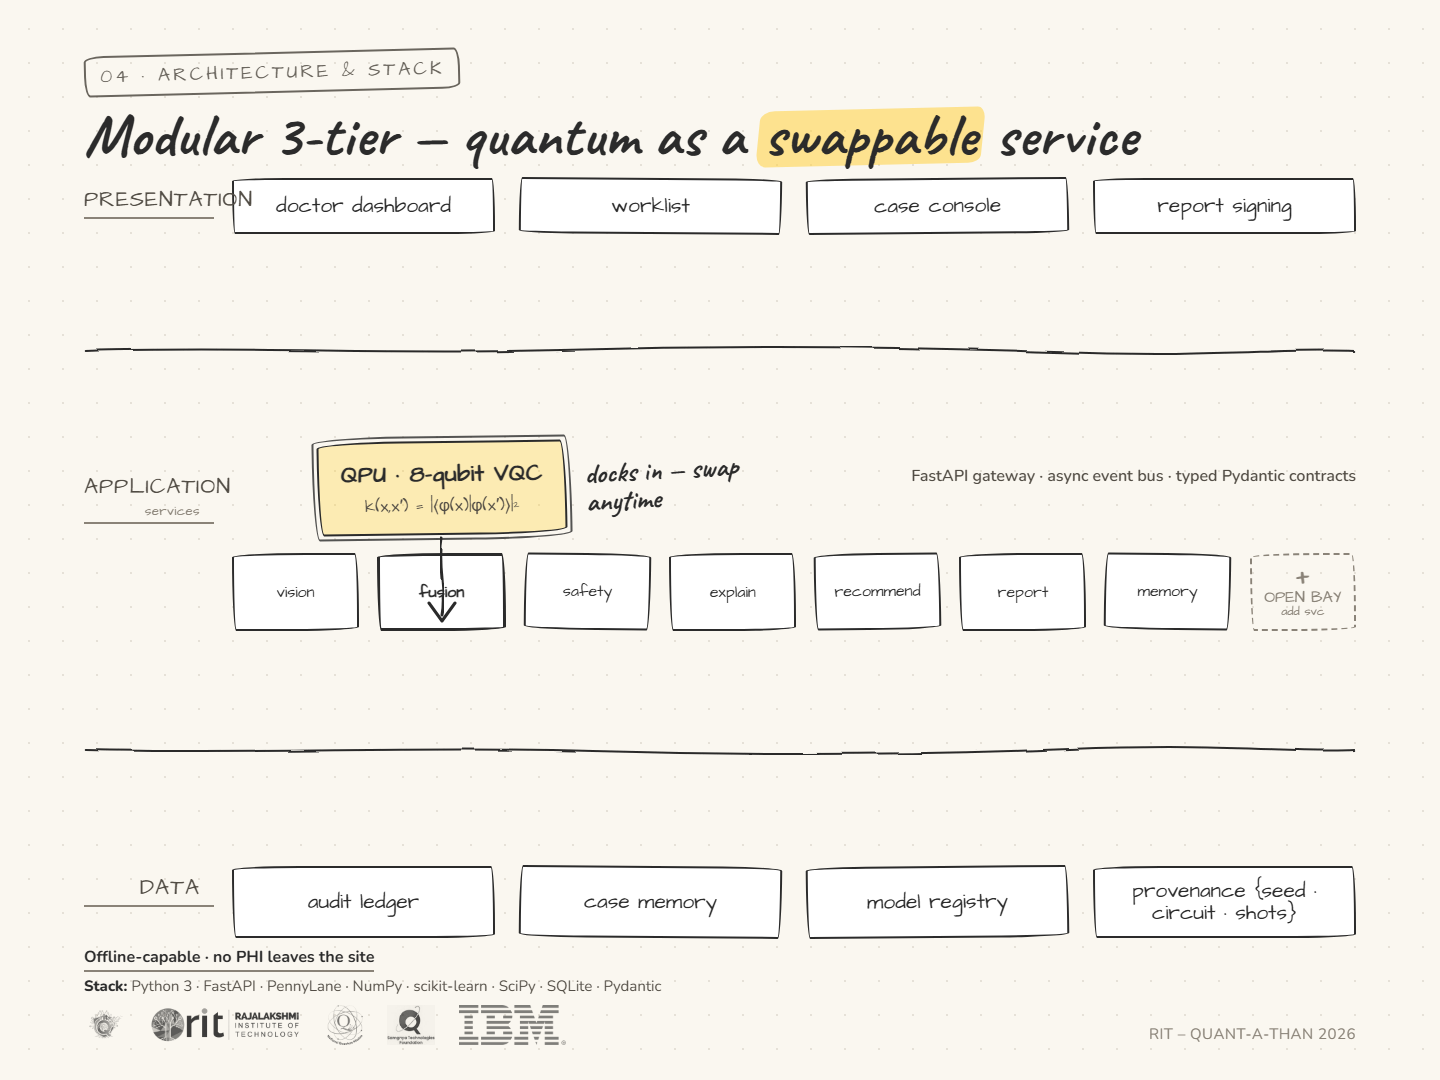 04 · ARCHITECTURE & STACK
Modular 3-tier — quantum as a swappable service
PRESENTATION
doctor dashboard
worklist
case console
report signing
QPU · 8-qubit VQC
k(x,x′) = |⟨φ(x)|φ(x′)⟩|²
docks in — swap
anytime
FastAPI gateway · async event bus · typed Pydantic contracts
APPLICATION
services
vision
fusion
safety
explain
recommend
report
memory
+
OPEN BAY
add svc
DATA
audit ledger
case memory
model registry
provenance {seed ·
circuit · shots}
Offline-capable · no PHI leaves the site
Stack: Python 3 · FastAPI · PennyLane · NumPy · scikit-learn · SciPy · SQLite · Pydantic
rit
RAJALAKSHMI
INSTITUTE OF
TECHNOLOGY
Q
Q
Sarangnya Technologies
Foundation
IBM
RIT – QUANT-A-THAN 2026